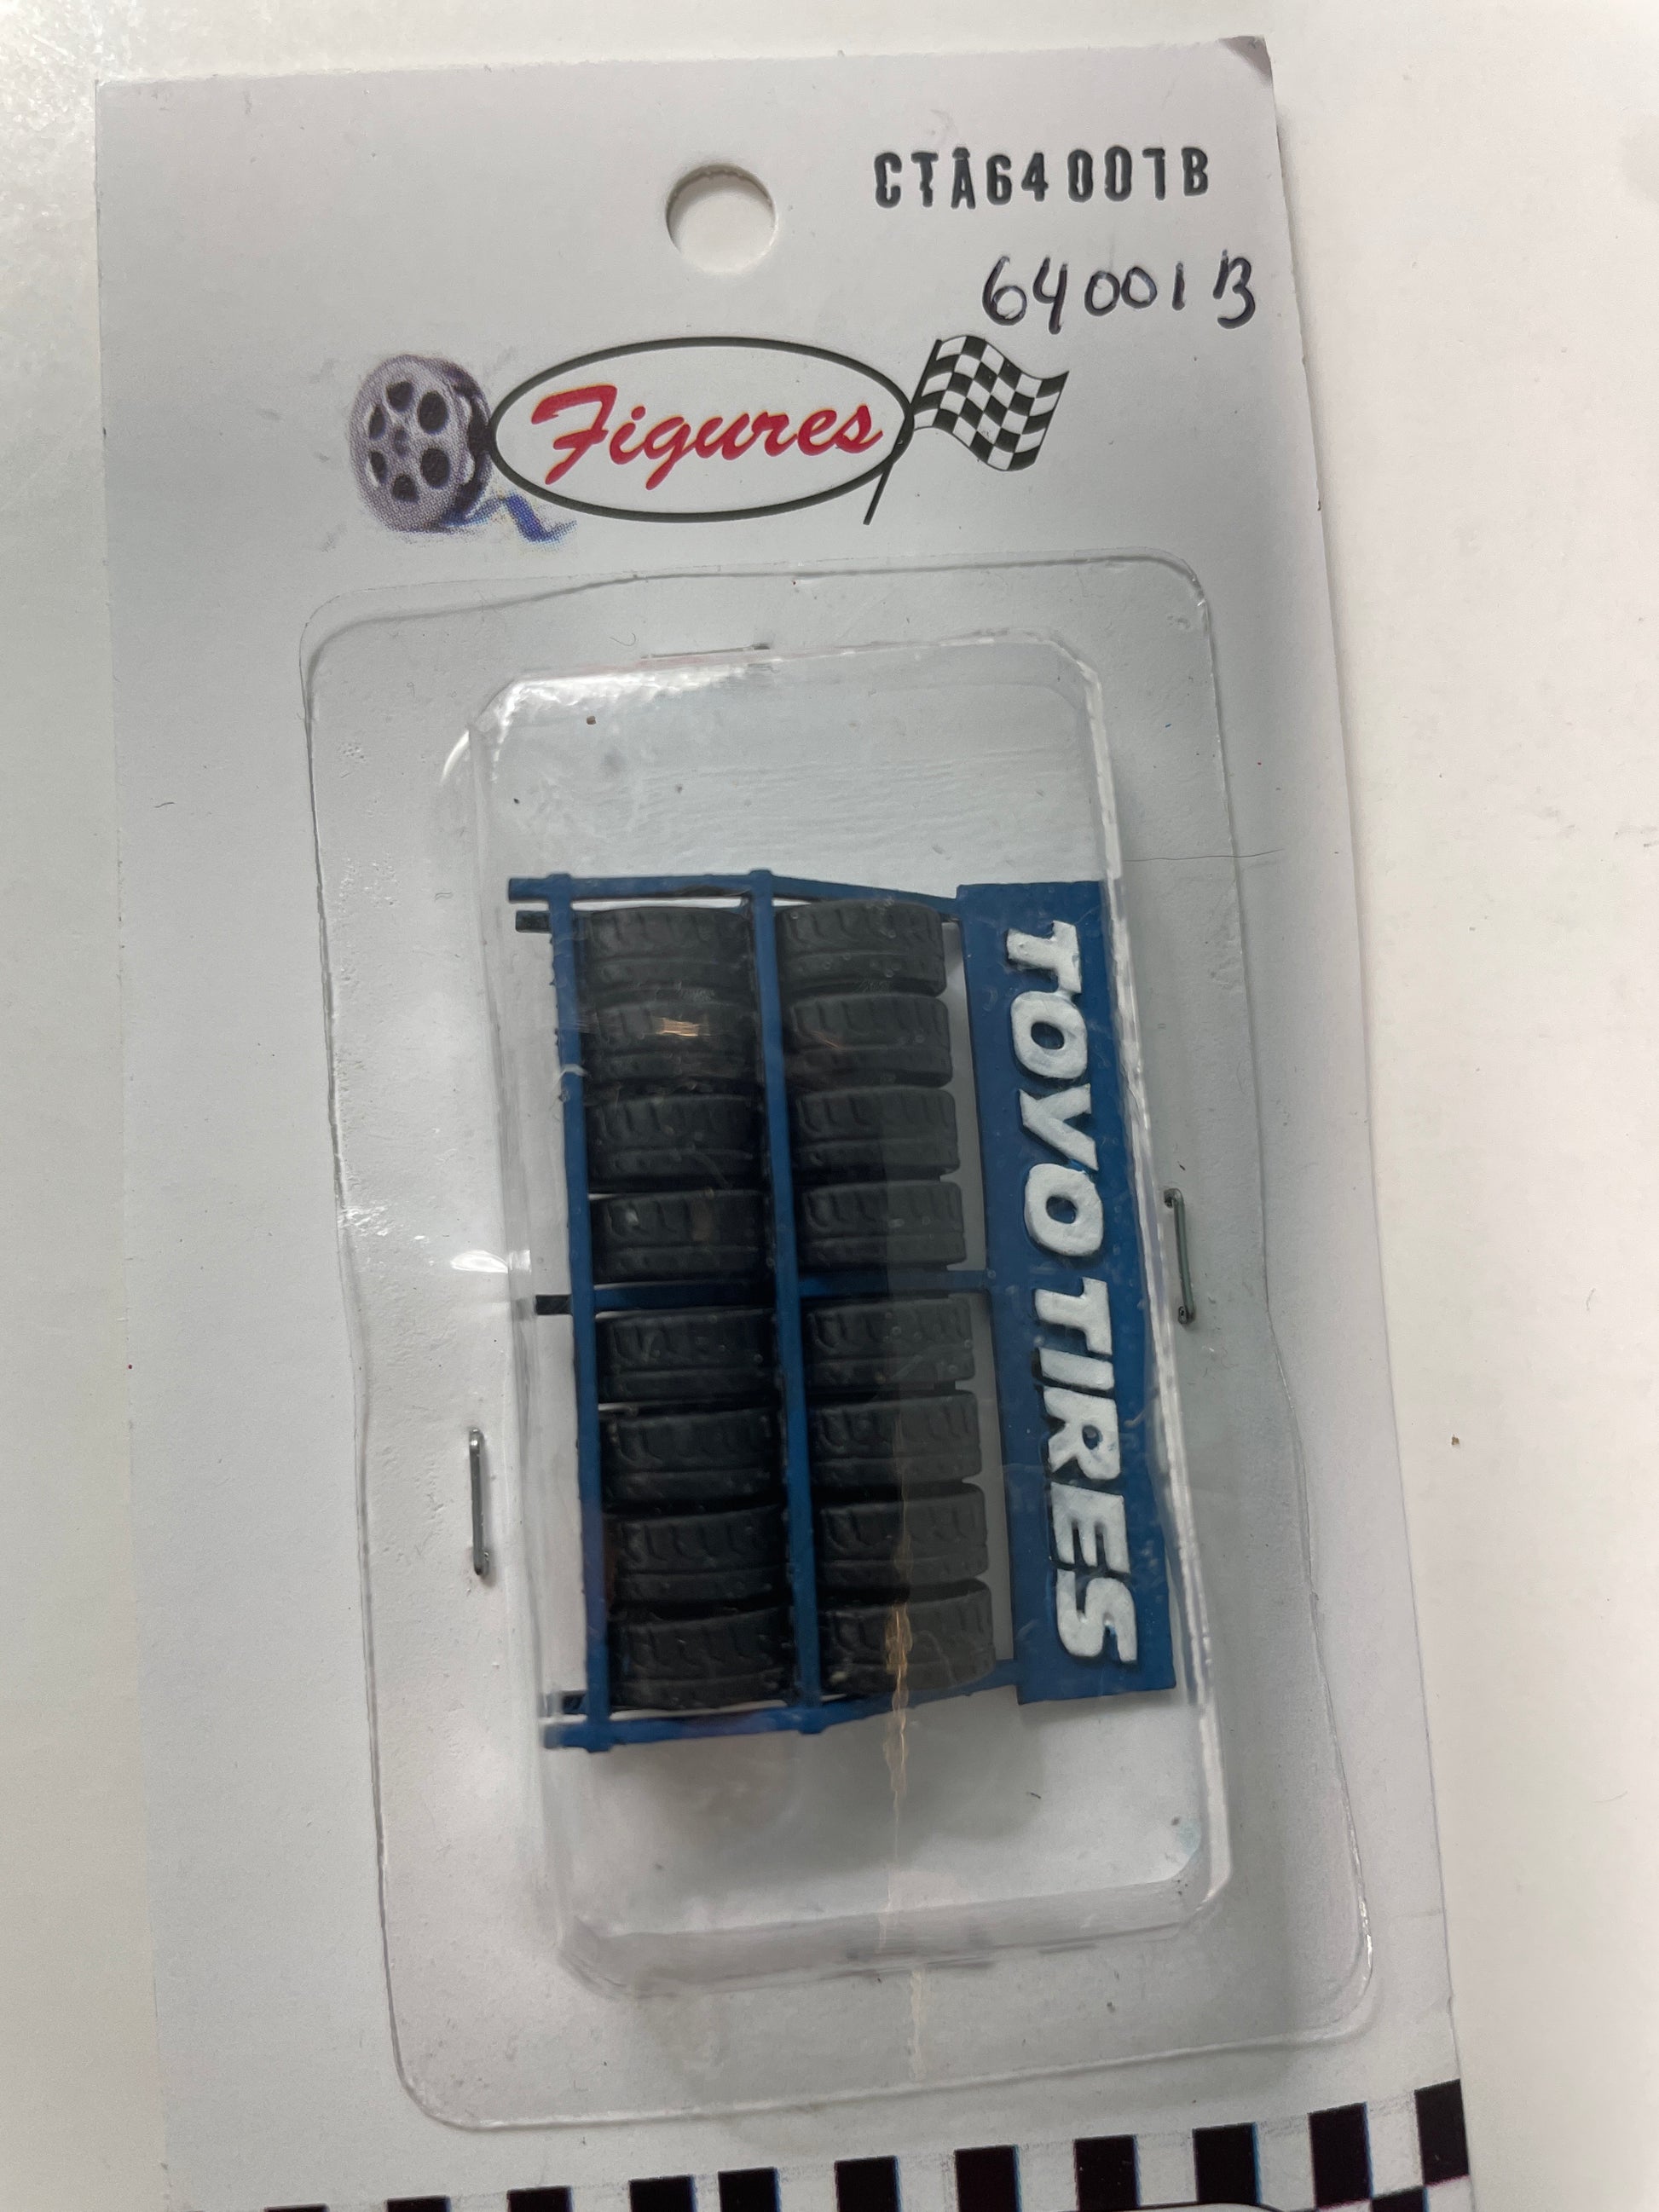 CTA64001B
64001B
Figures
TOYO TIRES